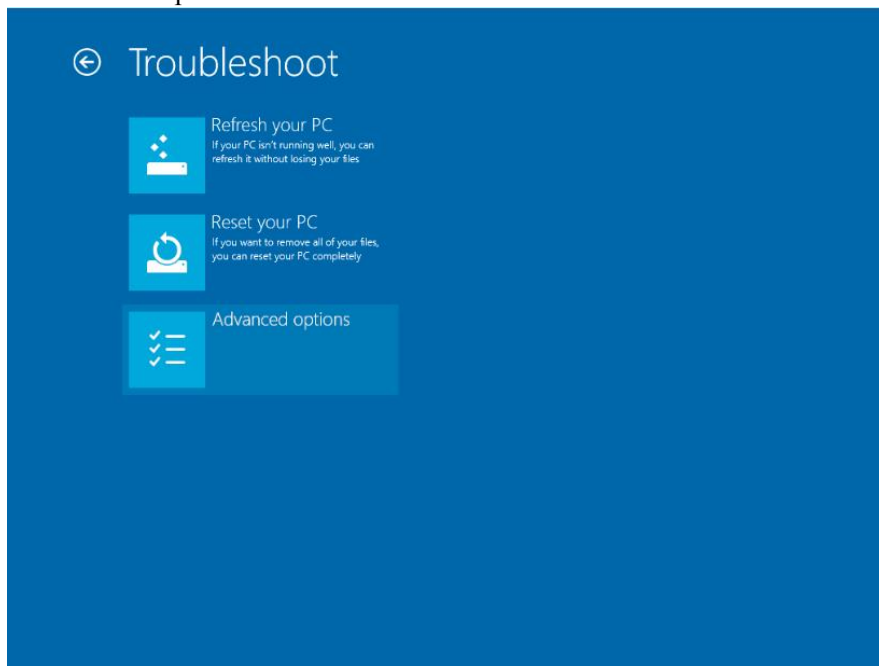 Troubleshoot
Refresh your PC
If your PC isn't running well, you can
refresh it without losing your files
Reset your PC
If you want to remove all of your files,
you can reset your PC completely
Advanced options